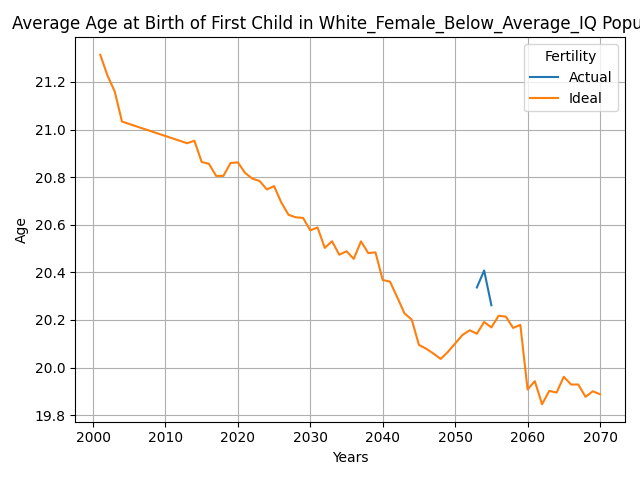 Average Age at Birth of First Child in White_Female_Below_Average_IQ Popu
Fertility
Actual
Ideal
21.2
21.0
20.8
20.6
20.4
20.2
20.0
19.8
Age
2000 2010 2020 2030 2040 2050 2060 2070
Years